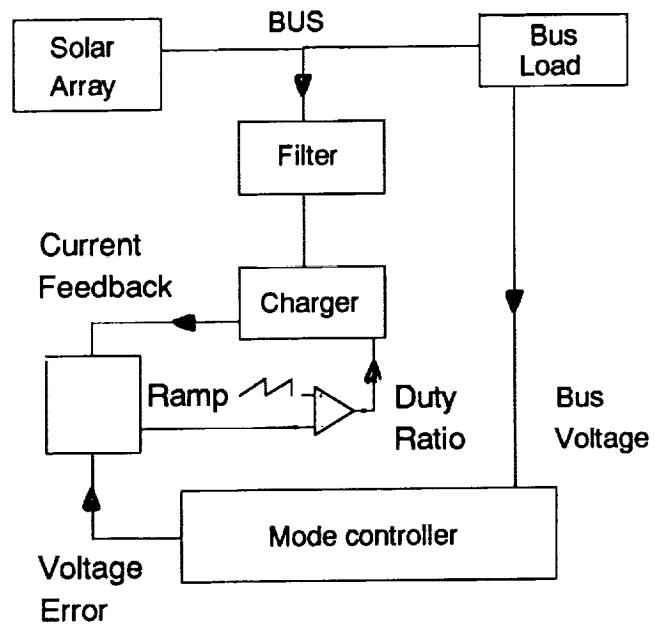 BUS
Solar
Array
Bus
Load
Filter
Current
Feedback
Charger
Ramp
Duty
Ratio
Bus
Voltage
Mode controller
Voltage
Error